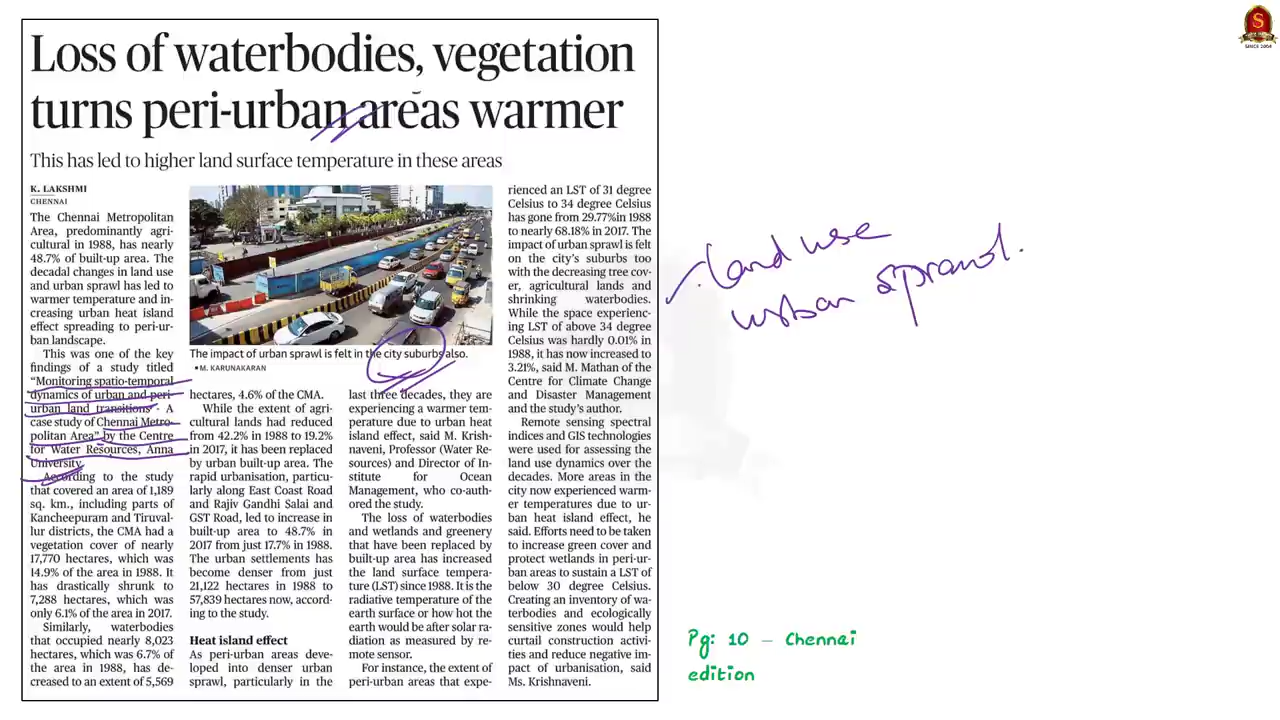 Loss of waterbodies, vegetation
turns peri-urban areas warmer
This has led to higher land surface temperature in these areas
K. LAKSHMI
CHENNAI
The Chennai Metropolitan
Area, predominantly agri-
cultural in 1988, has nearly
48.7% of built-up area. The
decadal changes in land use
and urban sprawl has led to
warmer temperature and in-
creasing urban heat island
effect spreading to peri-ur-
ban landscape.
This was one of the key
findings of a study titled
“Monitoring spatio-temporal
dynamics of urban and peri-
urban land transitions - A
case study of Chennai Metro-
politan Area” by the Centre
for Water Resources, Anna
University.
According to the study
that covered an area of 1,189
sq. km., including parts of
Kancheepuram and Tiruval-
lur districts, the CMA had a
vegetation cover of nearly
17,770 hectares, which was
14.9% of the area in 1988. It
has drastically shrunk to
7,288 hectares, which was
only 6.1% of the area in 2017.
Similarly, waterbodies
that occupied nearly 8,023
hectares, which was 6.7% of
the area in 1988, has de-
creased to an extent of 5,569
The impact of urban sprawl is felt in the city suburbs also.
•M. KARUNAKARAN
hectares, 4.6% of the CMA.
While the extent of agri-
cultural lands had reduced
from 42.2% in 1988 to 19.2%
in 2017, it has been replaced
by urban built-up area. The
rapid urbanisation, particu-
larly along East Coast Road
and Rajiv Gandhi Salai and
GST Road, led to increase in
built-up area to 48.7% in
2017 from just 17.7% in 1988.
The urban settlements has
become denser from just
21,122 hectares in 1988 to
57,839 hectares now, accord-
ing to the study.
Heat island effect
As peri-urban areas deve-
loped into denser urban
sprawl, particularly in the
last three decades, they are
experiencing a warmer tem-
perature due to urban heat
island effect, said M. Krish-
naveni, Professor (Water Re-
sources) and Director of In-
stitute for Ocean
Management, who co-auth-
ored the study.
The loss of waterbodies
and wetlands and greenery
that have been replaced by
built-up area has increased
the land surface tempera-
ture (LST) since 1988. It is the
radiative temperature of the
earth surface or how hot the
earth would be after solar ra-
diation as measured by re-
mote sensor.
For instance, the extent of
peri-urban areas that expe-
rienced an LST of 31 degree
Celsius to 34 degree Celsius
has gone from 29.77%in 1988
to nearly 68.18% in 2017. The
impact of urban sprawl is felt
on the city's suburbs too
with the decreasing tree cov-
er, agricultural lands and
shrinking waterbodies.
While the space experienc-
ing LST of above 34 degree
Celsius was hardly 0.01% in
1988, it has now increased to
3.21%, said M. Mathan of the
Centre for Climate Change
and Disaster Management
and the study's author.
Remote sensing spectral
indices and GIS technologies
were used for assessing the
land use dynamics over the
decades. More areas in the
city now experienced warm-
er temperatures due to ur-
ban heat island effect, he
said. Efforts need to be taken
to increase green cover and
protect wetlands in peri-ur-
ban areas to sustain a LST of
below 30 degree Celsius.
Creating an inventory of wa-
terbodies and ecologically
sensitive zones would help
curtail construction activi-
ties and reduce negative im-
pact of urbanisation, said
Ms. Krishnaveni.
land use
urban sprawl.
Pg: 10 – Chennai
edition
S
SINCE 2004